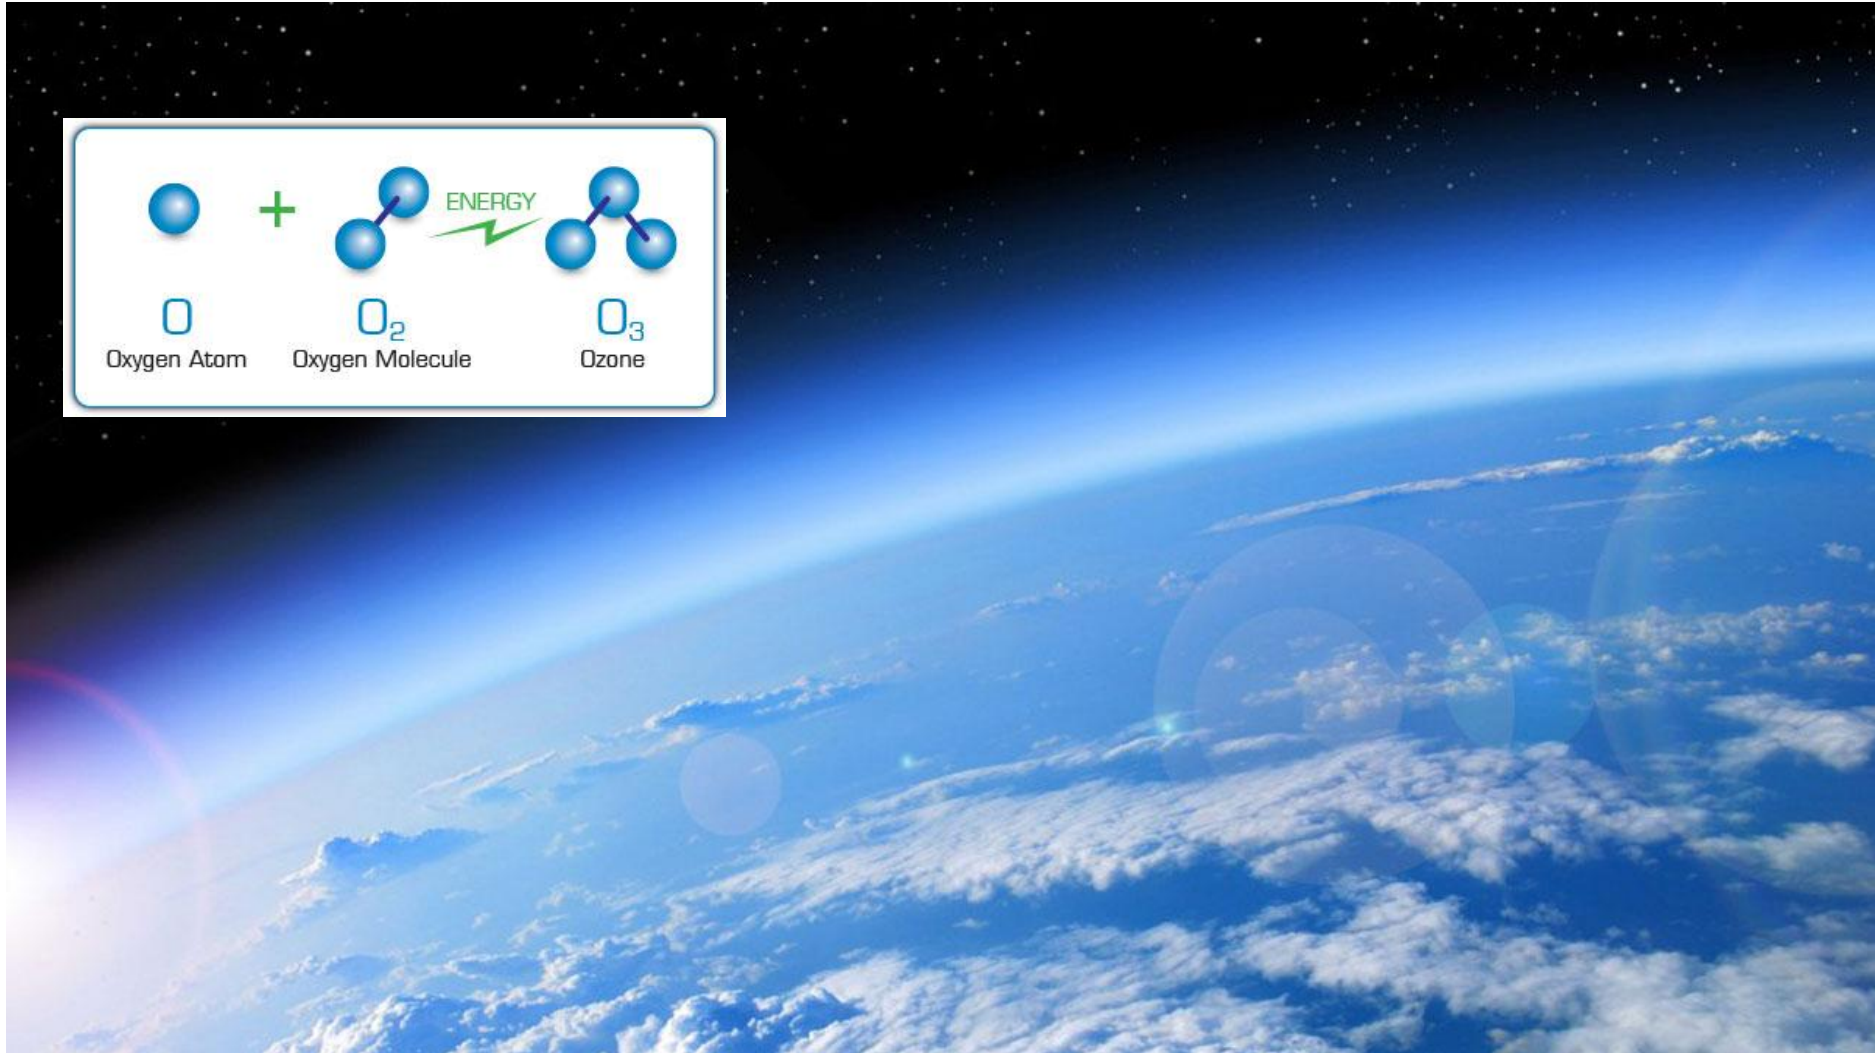 +
ENERGY
O O₂ O₃
Oxygen Atom Oxygen Molecule Ozone